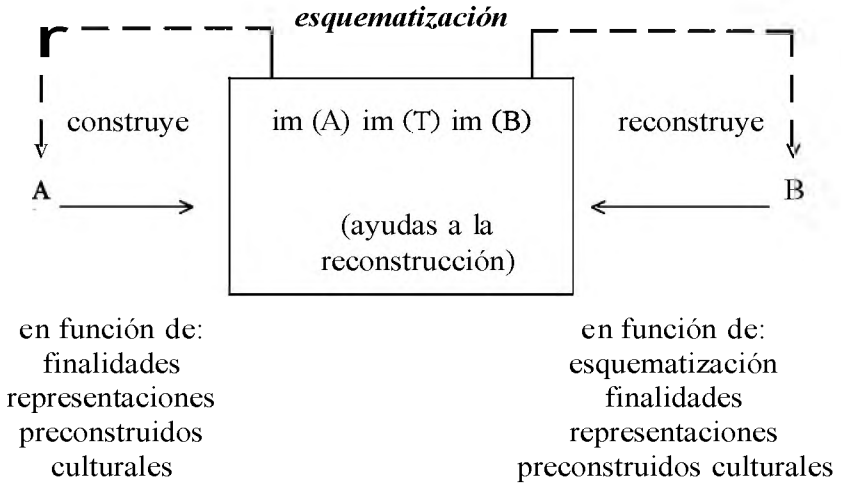 esquematización
construye
im (A) im (T) im (B)
reconstruye
A
B
(ayudas a la
reconstrucción)
en función de:
finalidades
representaciones
preconstruidos
culturales
en función de:
esquematización
finalidades
representaciones
preconstruidos culturales